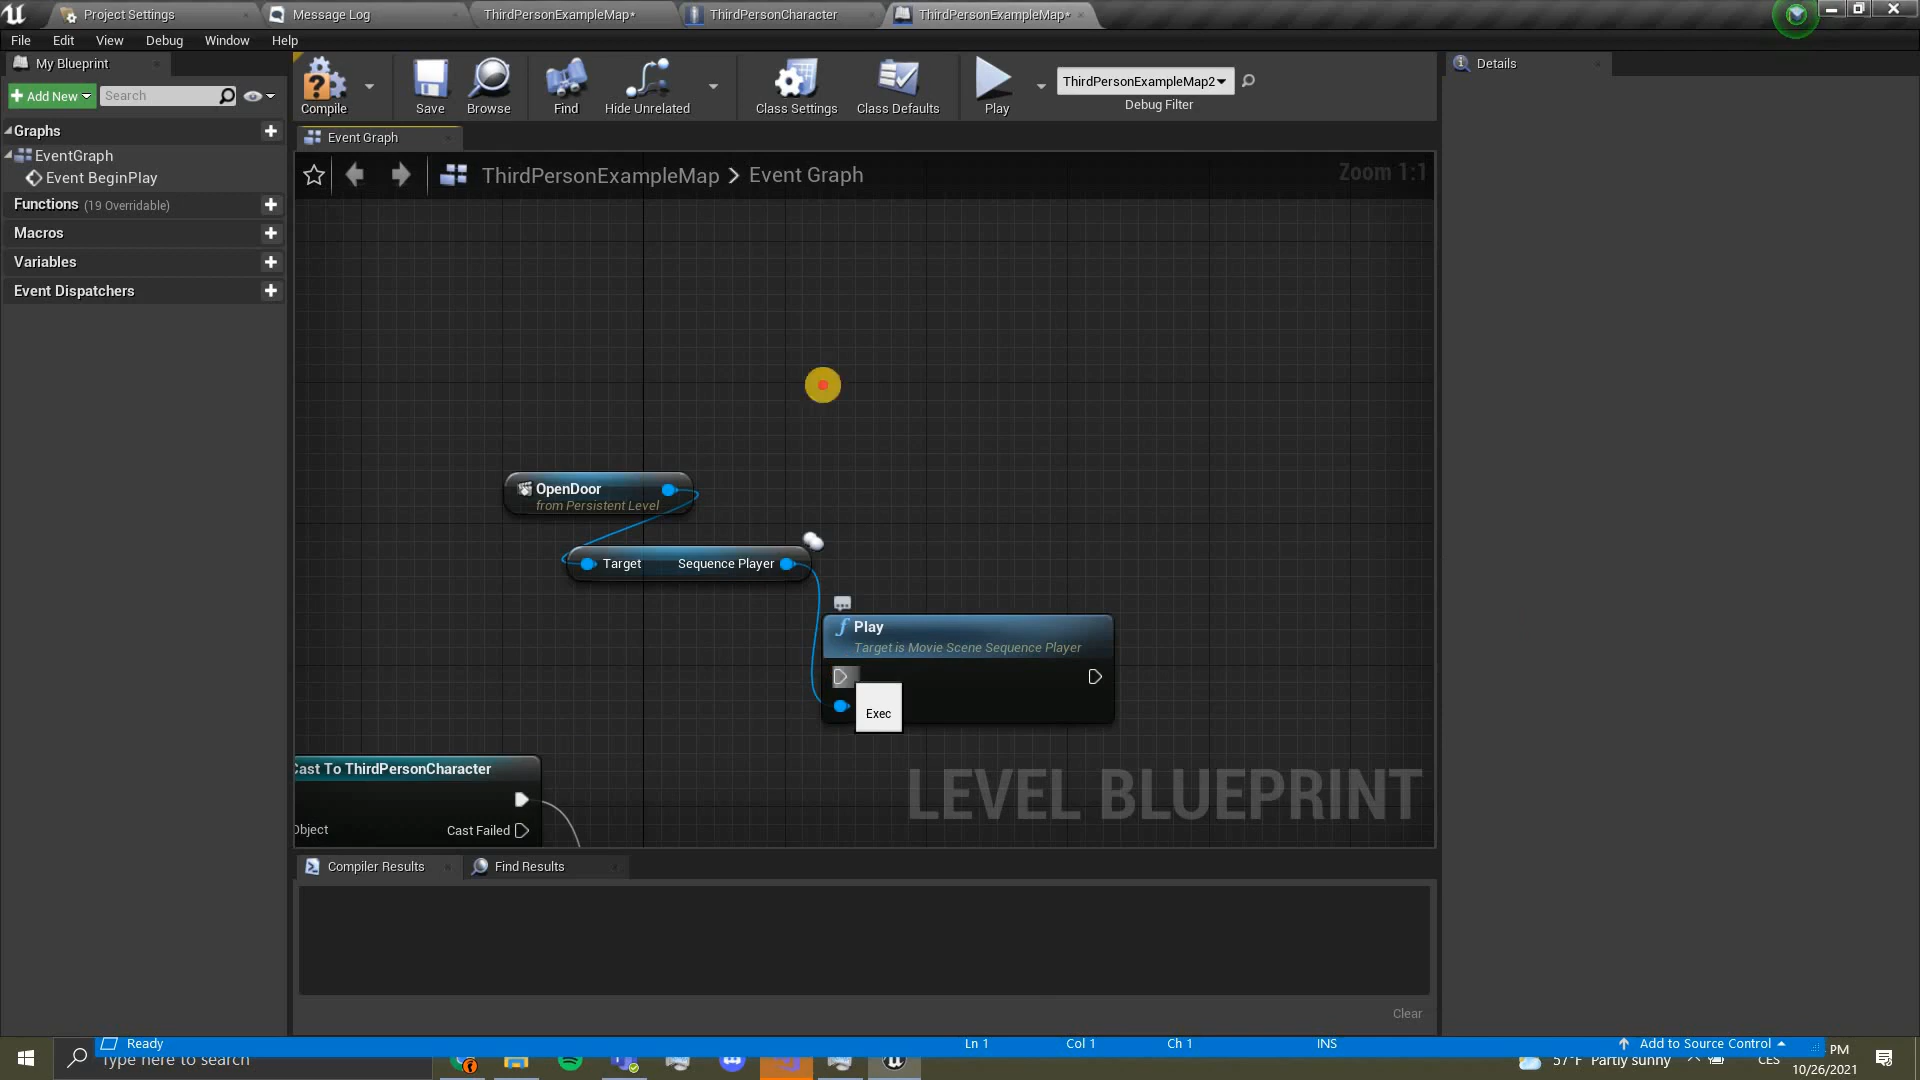 Project Settings
Message Log
ThirdPersonExampleMap*
ThirdPersonCharacter
ThirdPersonExampleMap*
File
Edit
View
Debug
Window
Help
My Blueprint
Details
Add New
Search
Compile
Save
Browse
Find
Hide Unrelated
Class Settings
Class Defaults
Play
ThirdPersonExampleMap2
Debug Filter
Graphs
EventGraph
Event BeginPlay
Functions (19 Overridable)
Macros
Variables
Event Dispatchers
Event Graph
ThirdPersonExampleMap > Event Graph
Zoom 1:1
OpenDoor
from Persistent Level
Target
Sequence Player
Play
Target is Movie Scene Sequence Player
Exec
Cast To ThirdPersonCharacter
Object
Cast Failed
LEVEL BLUEPRINT
Compiler Results
Find Results
Clear
Ready
Ln 1
Col 1
Ch 1
INS
Add to Source Control
Type here to search
57°F Partly sunny
CES
PM
10/26/2021